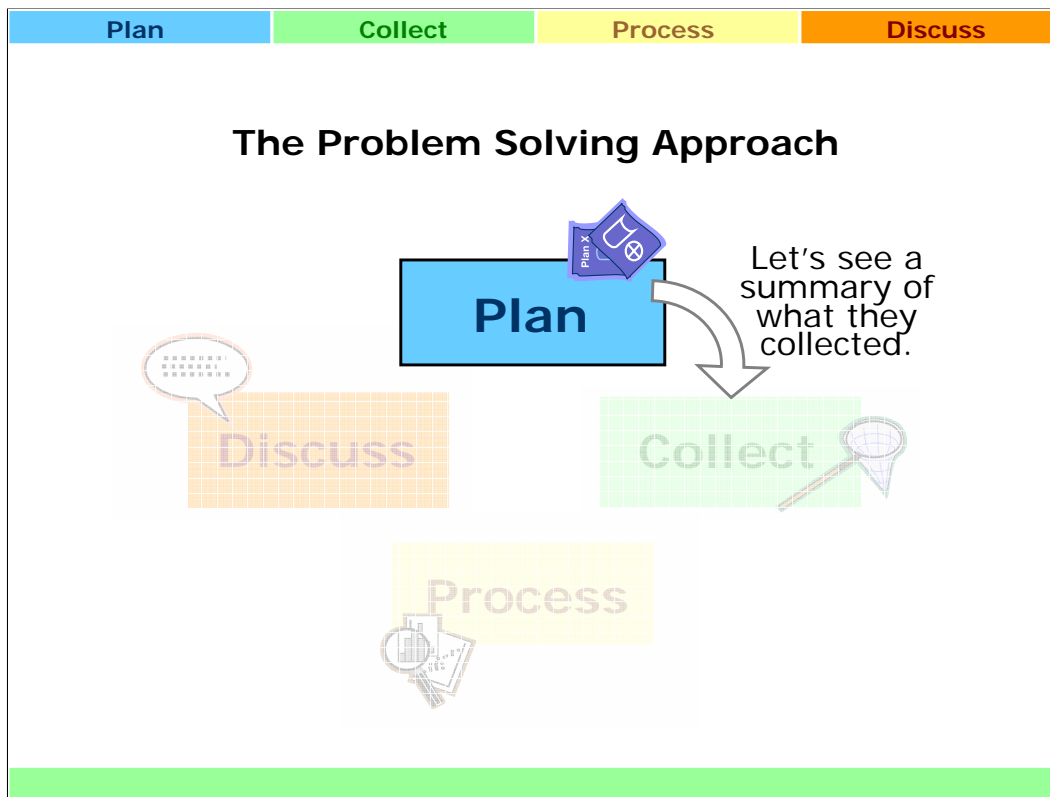 Plan
Collect
Process
Discuss
The Problem Solving Approach
Plan X
Plan
Let's see a
summary of
what they
collected.
Discuss
Collect
Process